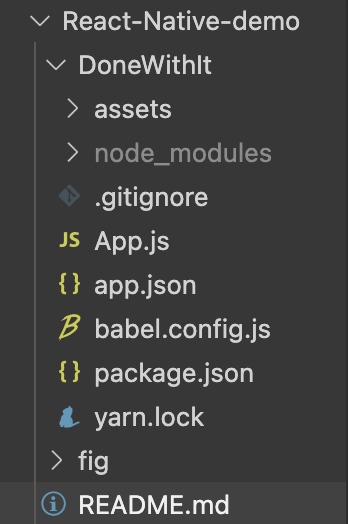 React-Native-demo
DoneWithIt
assets
node_modules
.gitignore
JS App.js
{} app.json
B babel.config.js
{} package.json
yarn.lock
fig
README.md